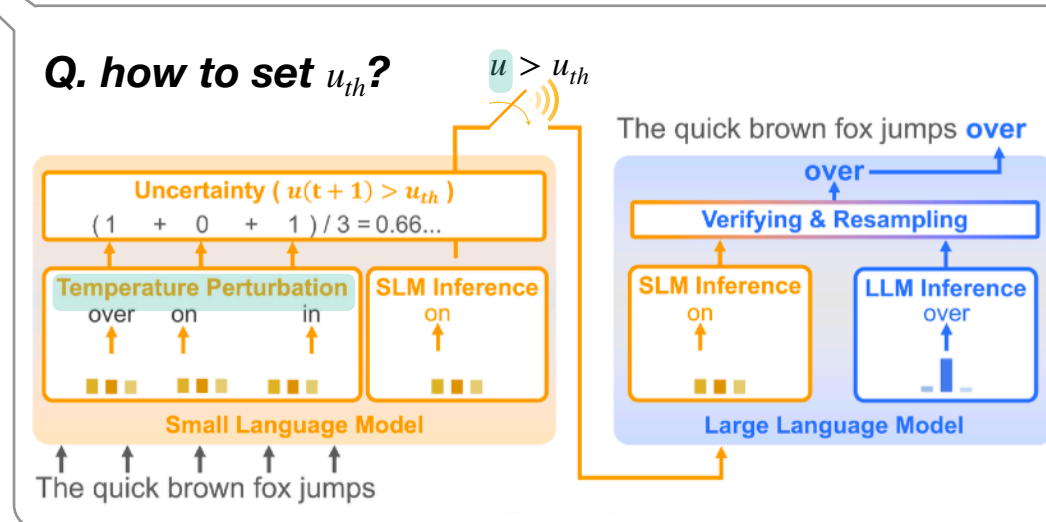 Q. how to set u_th?
u > u_th
The quick brown fox jumps over
over
Uncertainty ( u(t + 1) > u_th )
( 1 + 0 + 1 ) / 3 = 0.66...
Verifying & Resampling
Temperature Perturbation
over on in
SLM Inference
on
SLM Inference
on
LLM Inference
over
Small Language Model
Large Language Model
The quick brown fox jumps